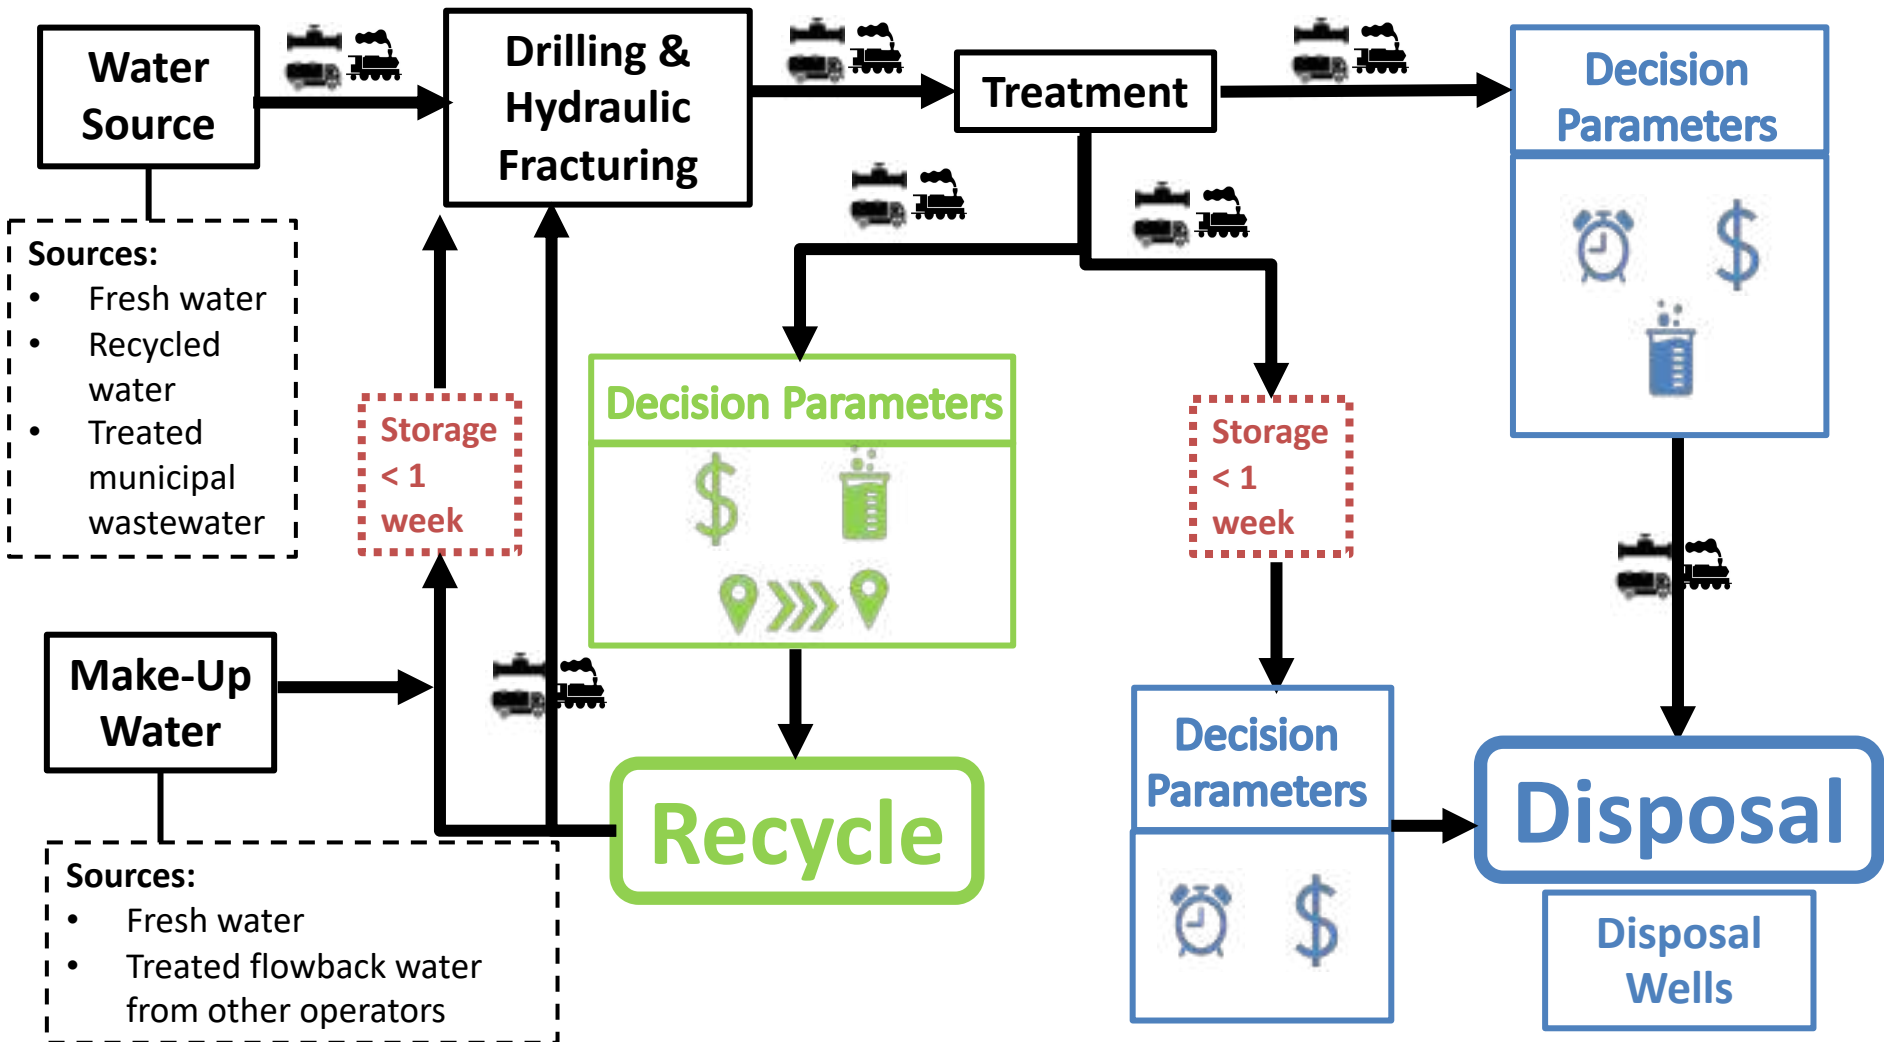 Water
Source
Drilling &
Hydraulic
Fracturing
Treatment
Decision
Parameters
Sources:
• Fresh water
• Recycled
water
• Treated
municipal
wastewater
Storage
< 1
week
Decision Parameters
$
Storage
< 1
week
$
Make-Up
Water
Sources:
• Fresh water
• Treated flowback water
from other operators
Recycle
Decision
Parameters
$
Disposal
Disposal
Wells